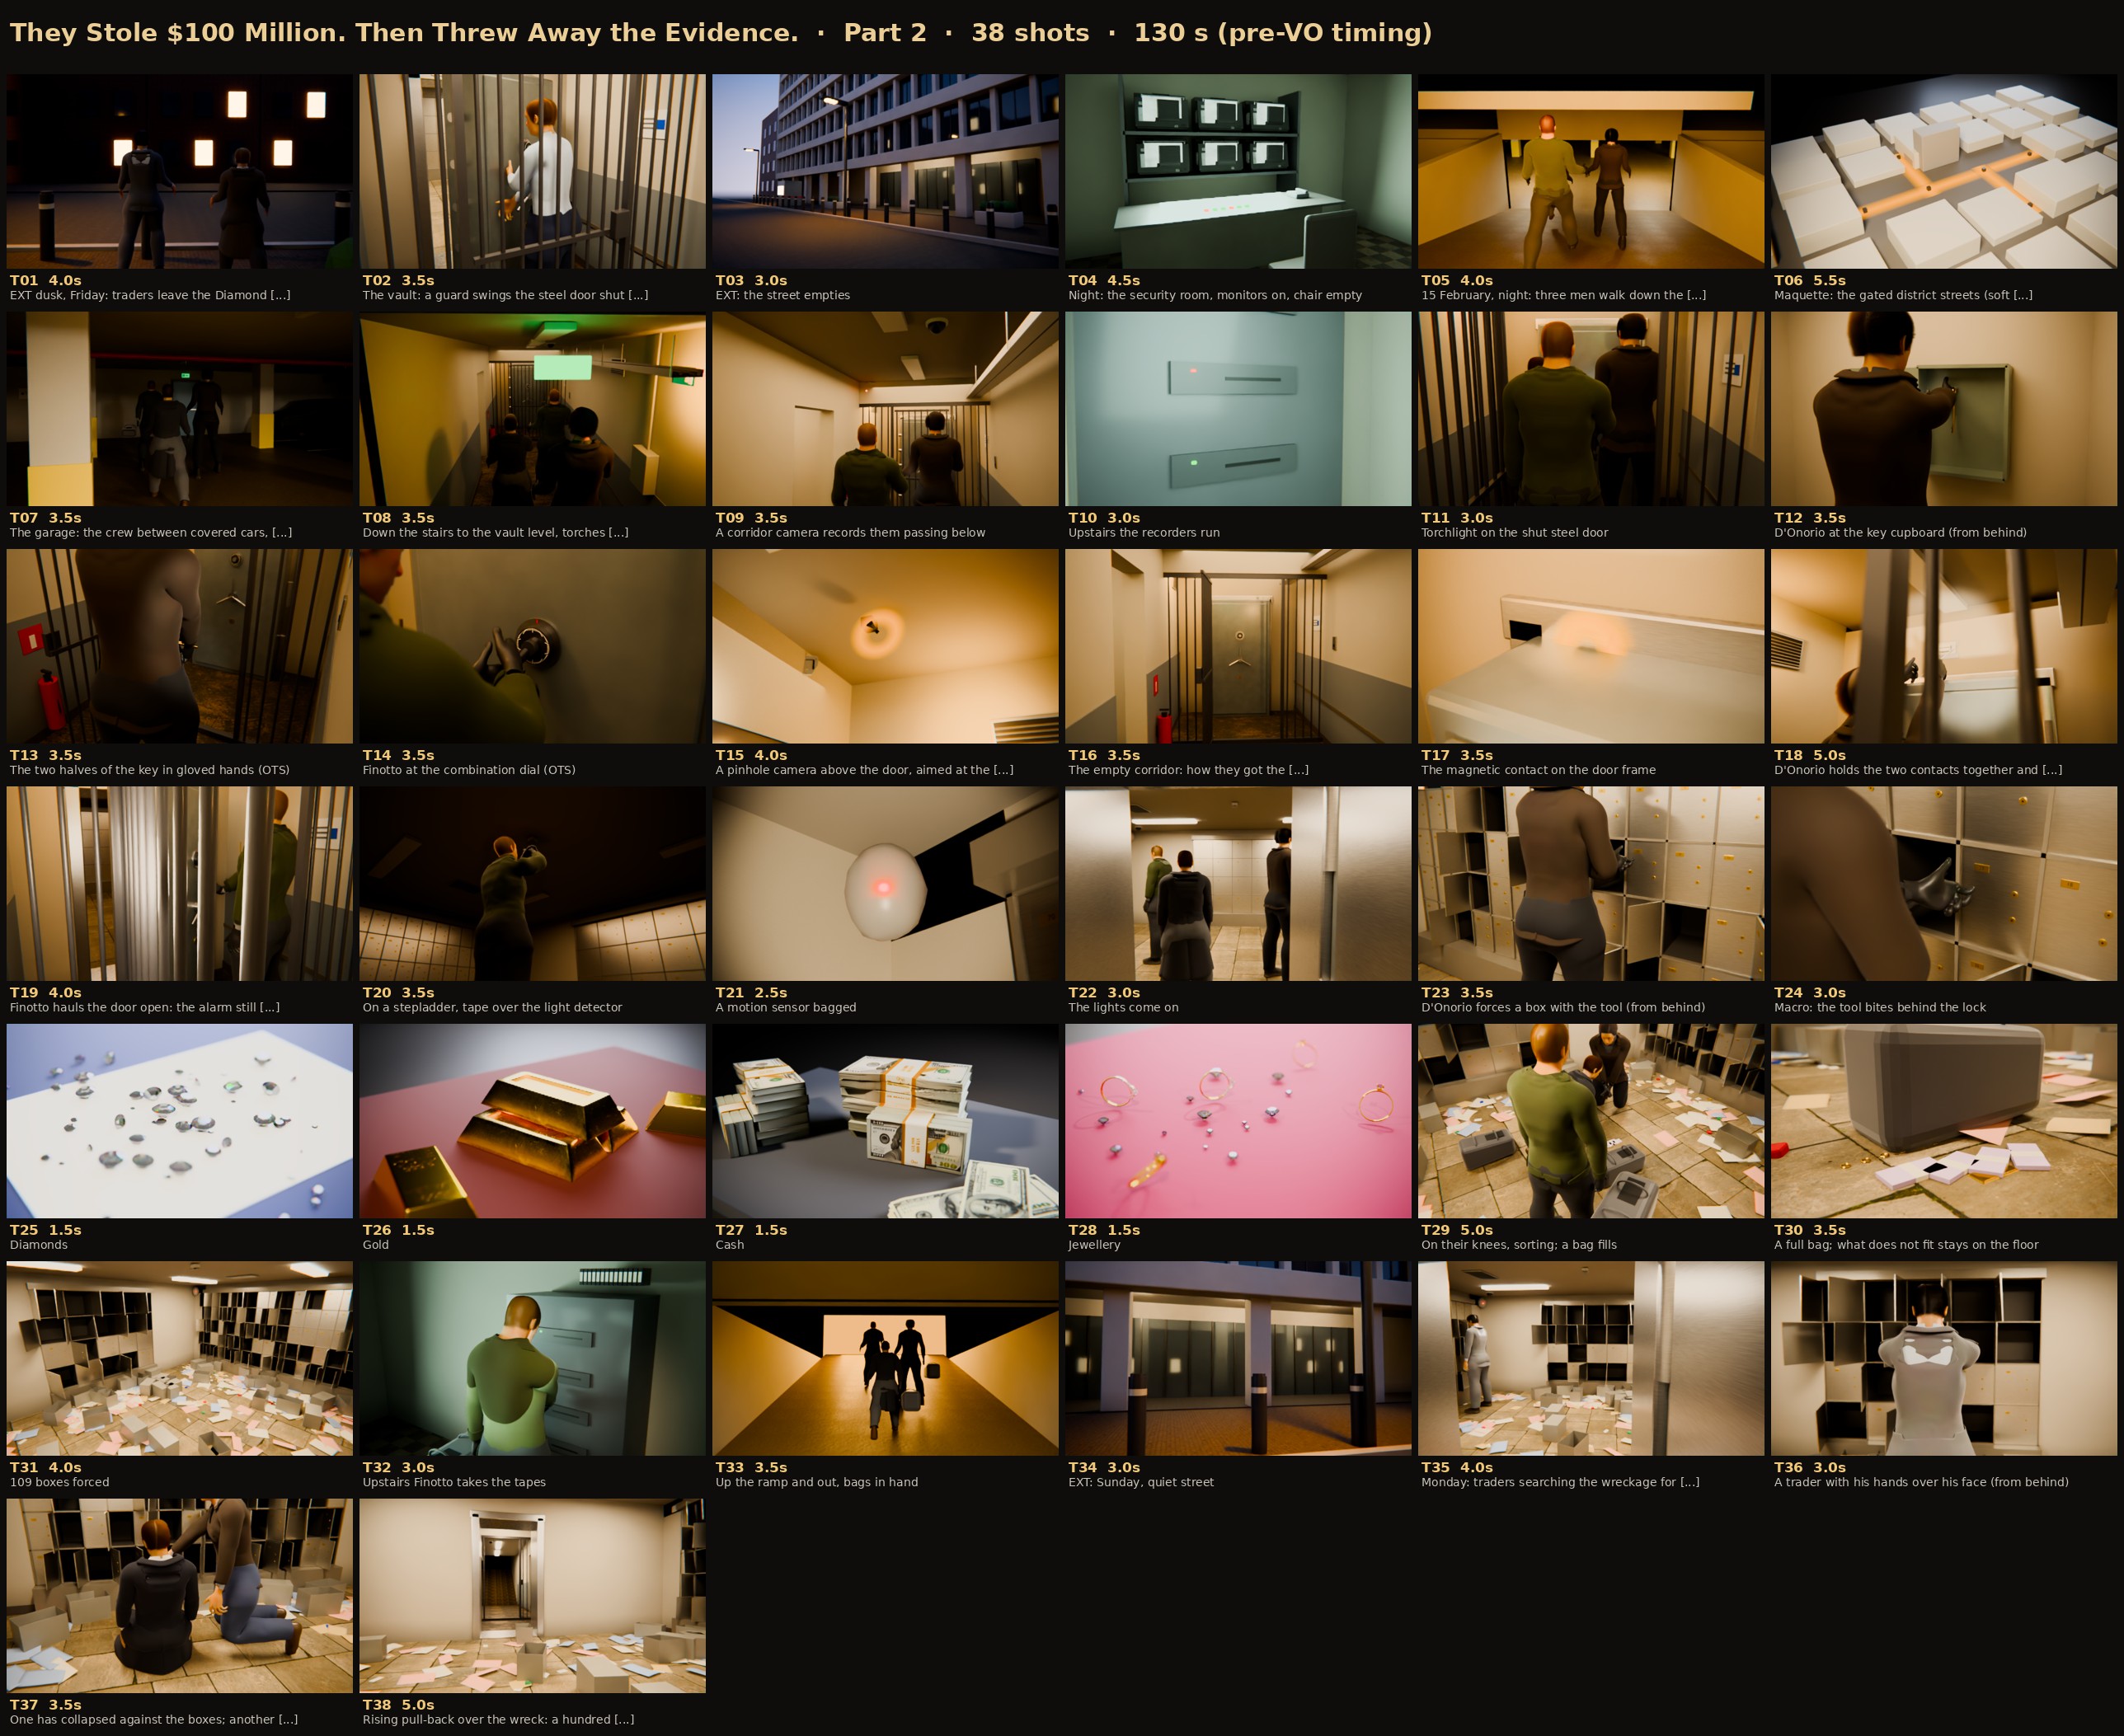 They Stole $100 Million. Then Threw Away the Evidence. · Part 2 · 38 shots · 130 s (pre-VO timing)
T01 4.0s
EXT dusk, Friday: traders leave the Diamond [...]
T02 3.5s
The vault: a guard swings the steel door shut [...]
T03 3.0s
EXT: the street empties
T04 4.5s
Night: the security room, monitors on, chair empty
T05 4.0s
15 February, night: three men walk down the [...]
T06 5.5s
Maquette: the gated district streets (soft [...]
T07 3.5s
The garage: the crew between covered cars, [...]
T08 3.5s
Down the stairs to the vault level, torches [...]
T09 3.5s
A corridor camera records them passing below
T10 3.0s
Upstairs the recorders run
T11 3.0s
Torchlight on the shut steel door
T12 3.5s
D'Onorio at the key cupboard (from behind)
T13 3.5s
The two halves of the key in gloved hands (OTS)
T14 3.5s
Finotto at the combination dial (OTS)
T15 4.0s
A pinhole camera above the door, aimed at the [...]
T16 3.5s
The empty corridor: how they got the [...]
T17 3.5s
The magnetic contact on the door frame
T18 5.0s
D'Onorio holds the two contacts together and [...]
T19 4.0s
Finotto hauls the door open: the alarm still [...]
T20 3.5s
On a stepladder, tape over the light detector
T21 2.5s
A motion sensor bagged
T22 3.0s
The lights come on
T23 3.5s
D'Onorio forces a box with the tool (from behind)
T24 3.0s
Macro: the tool bites behind the lock
T25 1.5s
Diamonds
T26 1.5s
Gold
T27 1.5s
Cash
T28 1.5s
Jewellery
T29 5.0s
On their knees, sorting; a bag fills
T30 3.5s
A full bag; what does not fit stays on the floor
T31 4.0s
109 boxes forced
T32 3.0s
Upstairs Finotto takes the tapes
T33 3.5s
Up the ramp and out, bags in hand
T34 3.0s
EXT: Sunday, quiet street
T35 4.0s
Monday: traders searching the wreckage for [...]
T36 3.0s
A trader with his hands over his face (from behind)
T37 3.5s
One has collapsed against the boxes; another [...]
T38 5.0s
Rising pull-back over the wreck: a hundred [...]